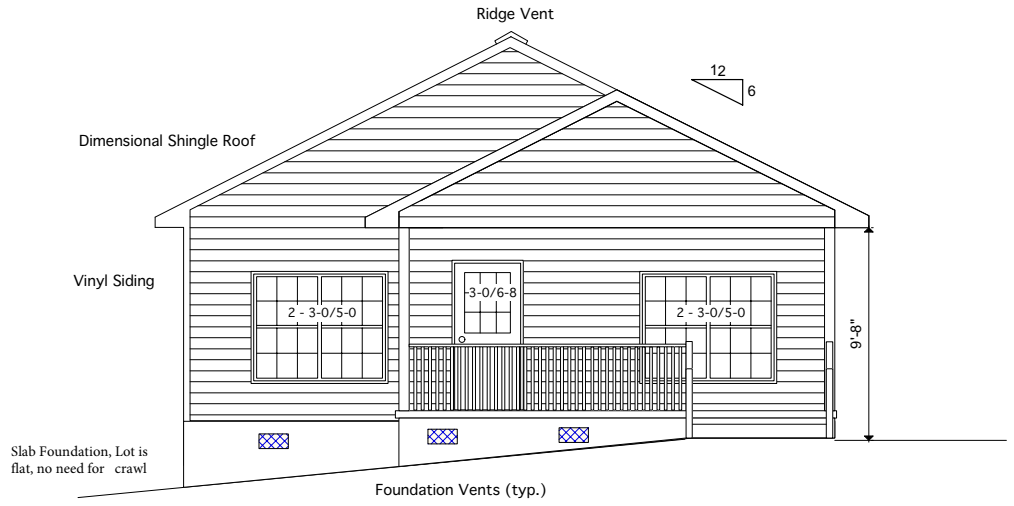 Ridge Vent
12
6
Dimensional Shingle Roof
Vinyl Siding
3-0/6-8
2 - 3-0/5-0
2 - 3-0/5-0
9'-8"
Slab Foundation, Lot is
flat, no need for crawl
Foundation Vents (typ.)